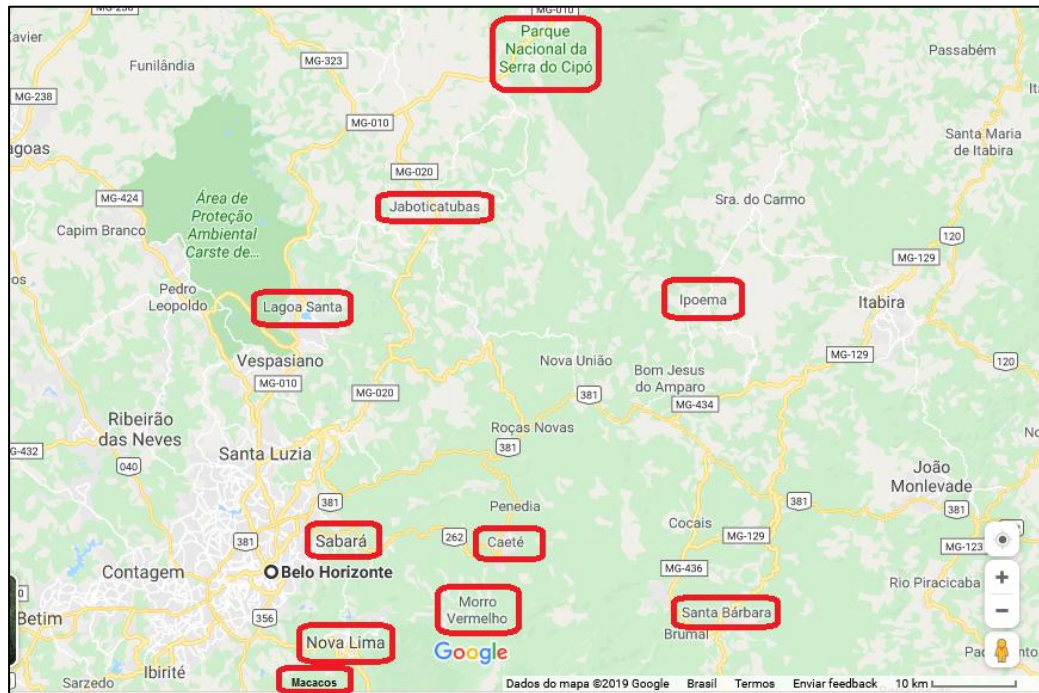 MG-238
MG-010
Xavier
Parque
Nacional da
Serra do Cipó
Funilândia
MG-323
Passabém
MG-238
MG-010
agoas
Santa Maria
de Itabira
MG-020
MG-424
Área de
Proteção
Ambiental
Carste de...
Jaboticatubas
Sra. do Carmo
Capim Branco
120
MG-129
Pedro
Leopoldo
Lagoa Santa
Ipoema
Itabira
Vespasiano
Nova União
MG-129
120
MG-010
MG-020
Bom Jesus
do Amparo
381
MG-434
Ribeirão
das Neves
Roças Novas
Santa Luzia
381
040
João
Monlevade
381
Penedia
381
381
Sabará
262
Caeté
Cocais
MG-129
381
MG-123
Belo Horizonte
Contagem
MG-436
Rio Piracicaba
Betim
356
Morro
Vermelho
Santa Bárbara
Brumal
Nova Lima
Google
Ibirité
Sarzedo
Macacos
Dados do mapa ©2019 Google
Brasil
Termos
Enviar feedback
10 km